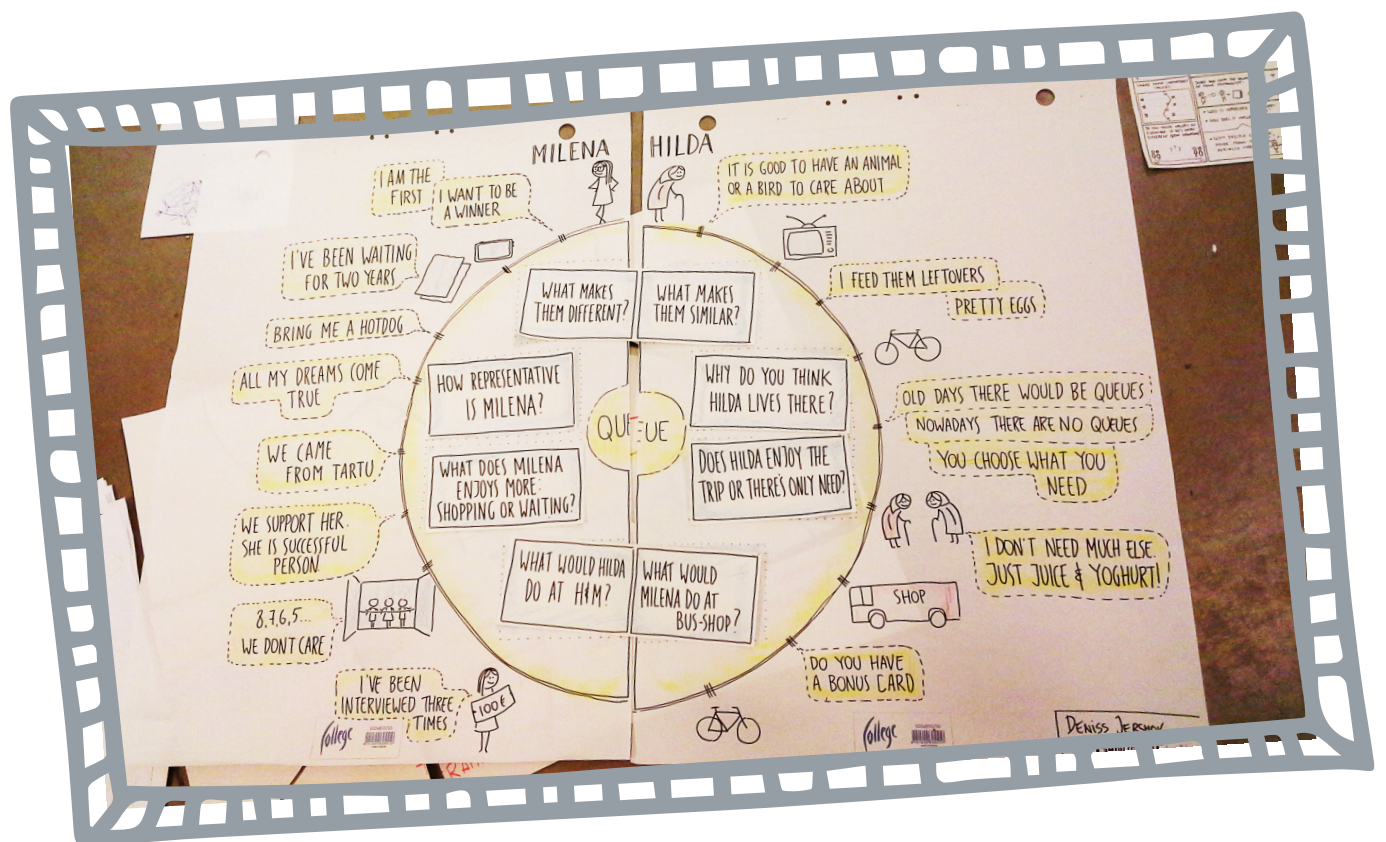 MILENA
HILDA
I AM THE
FIRST
I WANT TO BE
A WINNER
I'VE BEEN WAITING
FOR TWO YEARS
BRING ME A HOTDOG
ALL MY DREAMS COME
TRUE
WE CAME
FROM TARTU
WE SUPPORT HER.
SHE IS SUCCESSFUL
PERSON
8,7,6,5...
WE DONT CARE
I'VE BEEN
INTERVIEWED THREE
TIMES
100€
WHAT MAKES
THEM DIFFERENT?
WHAT MAKES
THEM SIMILAR?
HOW REPRESENTATIVE
IS MILENA?
WHY DO YOU THINK
HILDA LIVES THERE?
QUEUE
WHAT DOES MILENA
ENJOYS MORE:
SHOPPING OR WAITING?
DOES HILDA ENJOY THE
TRIP OR THERE'S ONLY NEED?
WHAT WOULD HILDA
DO AT H&M?
WHAT WOULD
MILENA DO AT
BUS-SHOP?
IT IS GOOD TO HAVE AN ANIMAL
OR A BIRD TO CARE ABOUT
I FEED THEM LEFTOVERS
PRETTY EGGS
OLD DAYS THERE WOULD BE QUEUES
NOWADAYS THERE ARE NO QUEUES
YOU CHOOSE WHAT YOU
NEED
I DON'T NEED MUCH ELSE.
JUST JUICE & YOGHURT!
SHOP
DO YOU HAVE
A BONUS CARD
College
College
DENISS JERSHOV